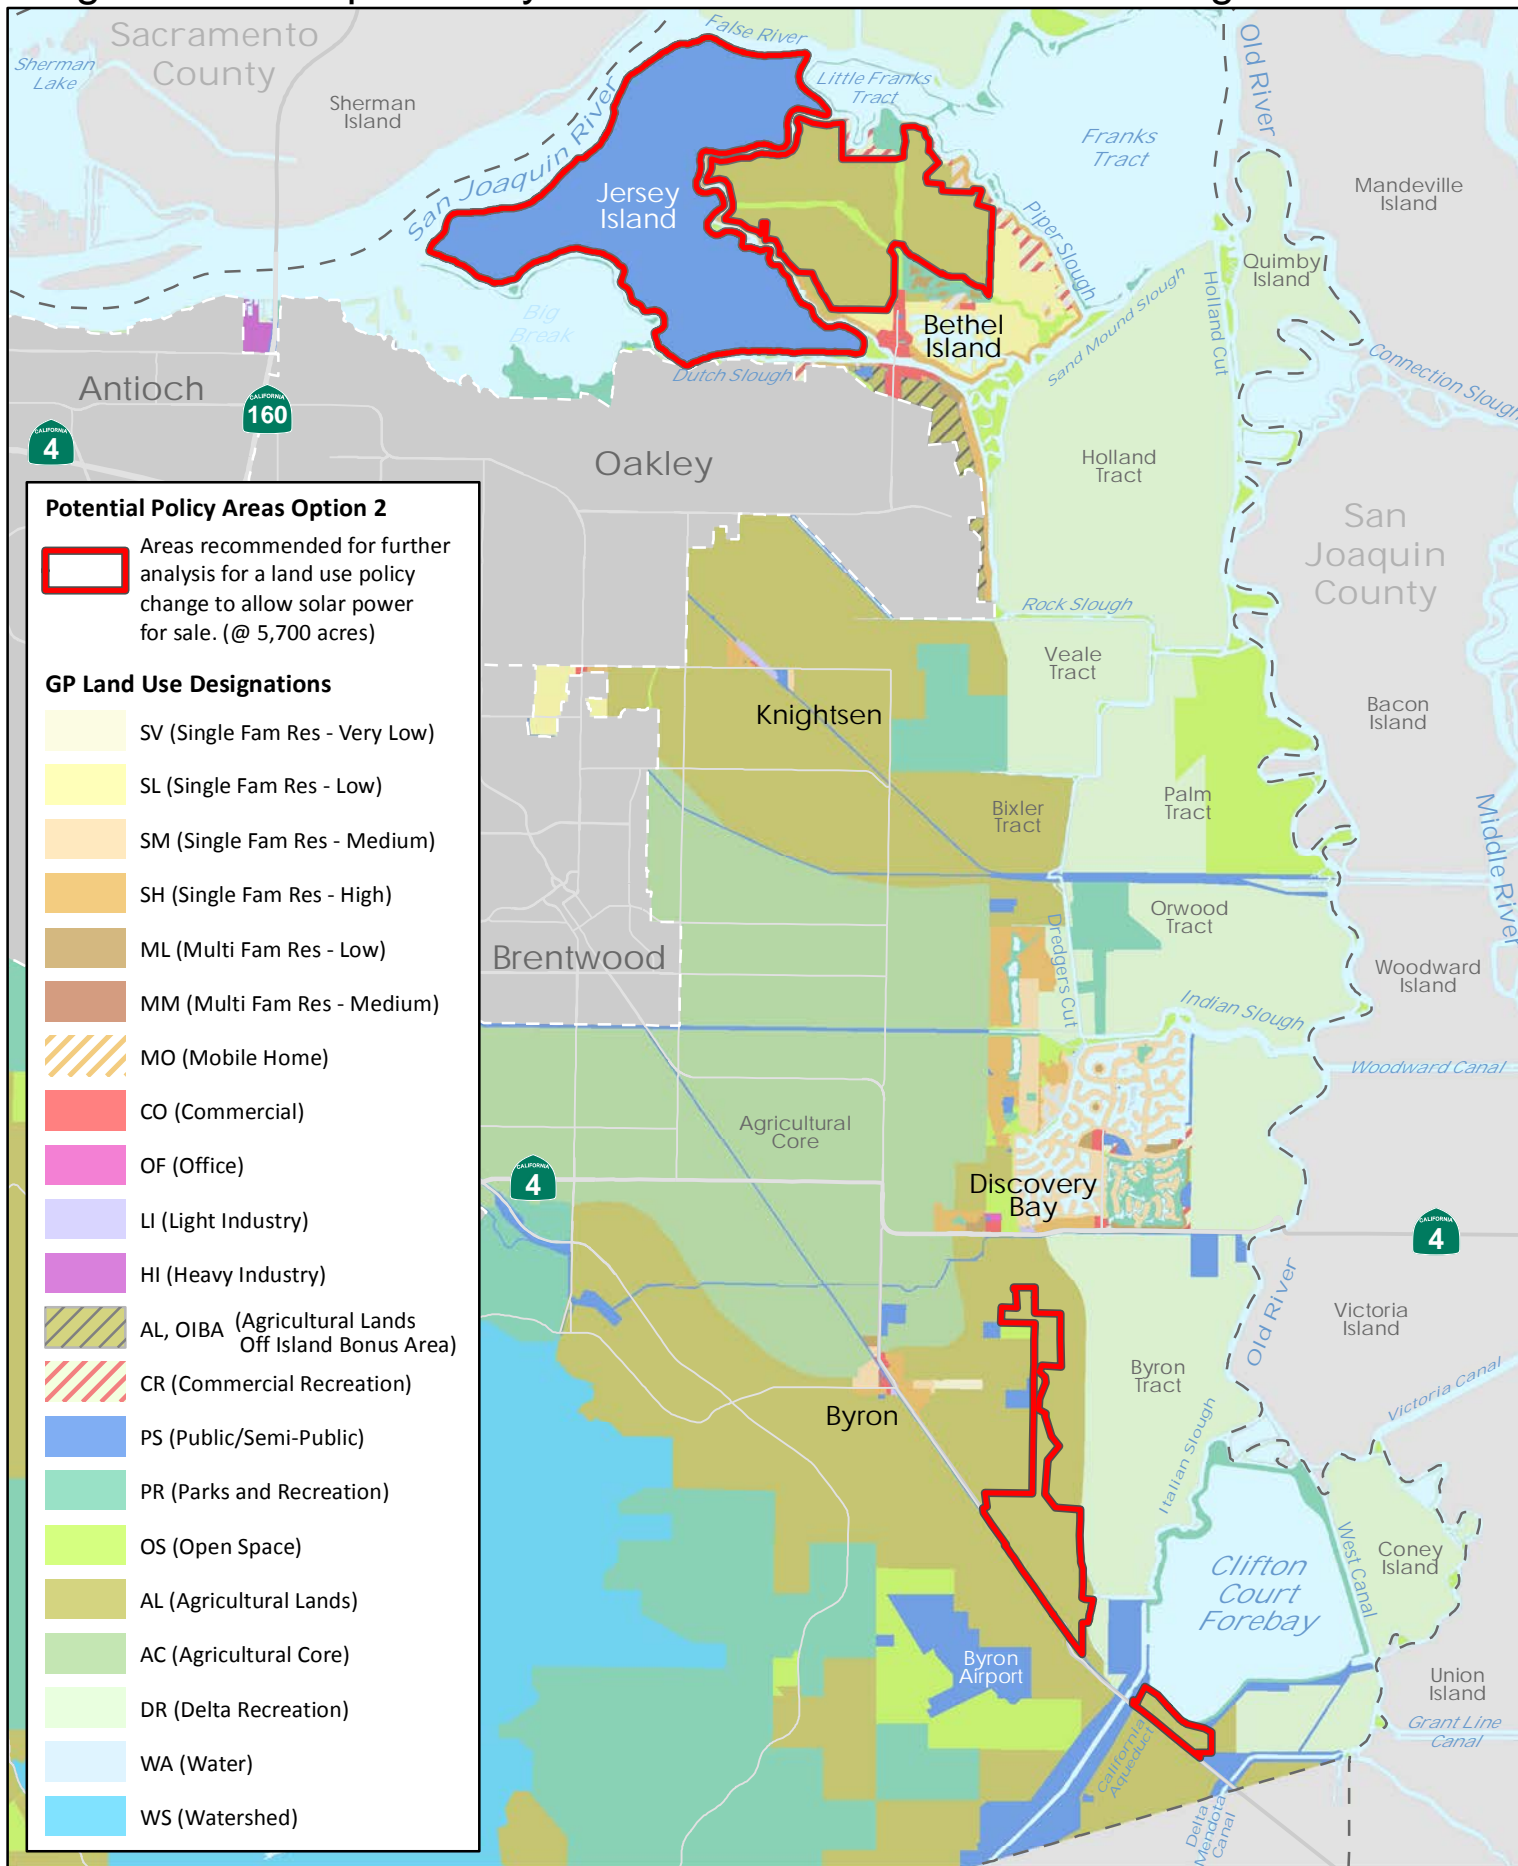 Sacramento
County
Sherman
Lake
Sherman
Island
False River
Little Franks
Tract
Old River
Franks
Tract
San Joaquin River
Jersey
Island
Mandeville
Island
Piper Slough
Quimby
Island
Holland Cut
Sand Mound Slough
Big
Break
Bethel
Island
Connection Slough
Dutch Slough
Antioch
CALIFORNIA
160
CALIFORNIA
4
Oakley
Holland
Tract
San
Joaquin
County
Potential Policy Areas Option 2
Areas recommended for further
analysis for a land use policy
change to allow solar power
for sale. (@ 5,700 acres)
GP Land Use Designations
SV (Single Fam Res - Very Low)
SL (Single Fam Res - Low)
SM (Single Fam Res - Medium)
SH (Single Fam Res - High)
ML (Multi Fam Res - Low)
MM (Multi Fam Res - Medium)
MO (Mobile Home)
CO (Commercial)
OF (Office)
LI (Light Industry)
HI (Heavy Industry)
AL, OIBA (Agricultural Lands
Off Island Bonus Area)
CR (Commercial Recreation)
PS (Public/Semi-Public)
PR (Parks and Recreation)
OS (Open Space)
AL (Agricultural Lands)
AC (Agricultural Core)
DR (Delta Recreation)
WA (Water)
WS (Watershed)
Rock Slough
Veale
Tract
Knightsen
Bacon
Island
Bixler
Tract
Palm
Tract
Middle River
Orwood
Tract
Dredgers Cut
Brentwood
Woodward
Island
Indian Slough
Woodward Canal
Agricultural
Core
CALIFORNIA
4
Discovery
Bay
CALIFORNIA
4
Old River
Victoria
Island
Byron
Tract
Byron
Victoria Canal
Italian Slough
Clifton
Court
Forebay
West Canal
Coney
Island
Byron
Airport
Union
Island
Grant Line
Canal
California
Aqueduct
Delta
Mendota
Canal